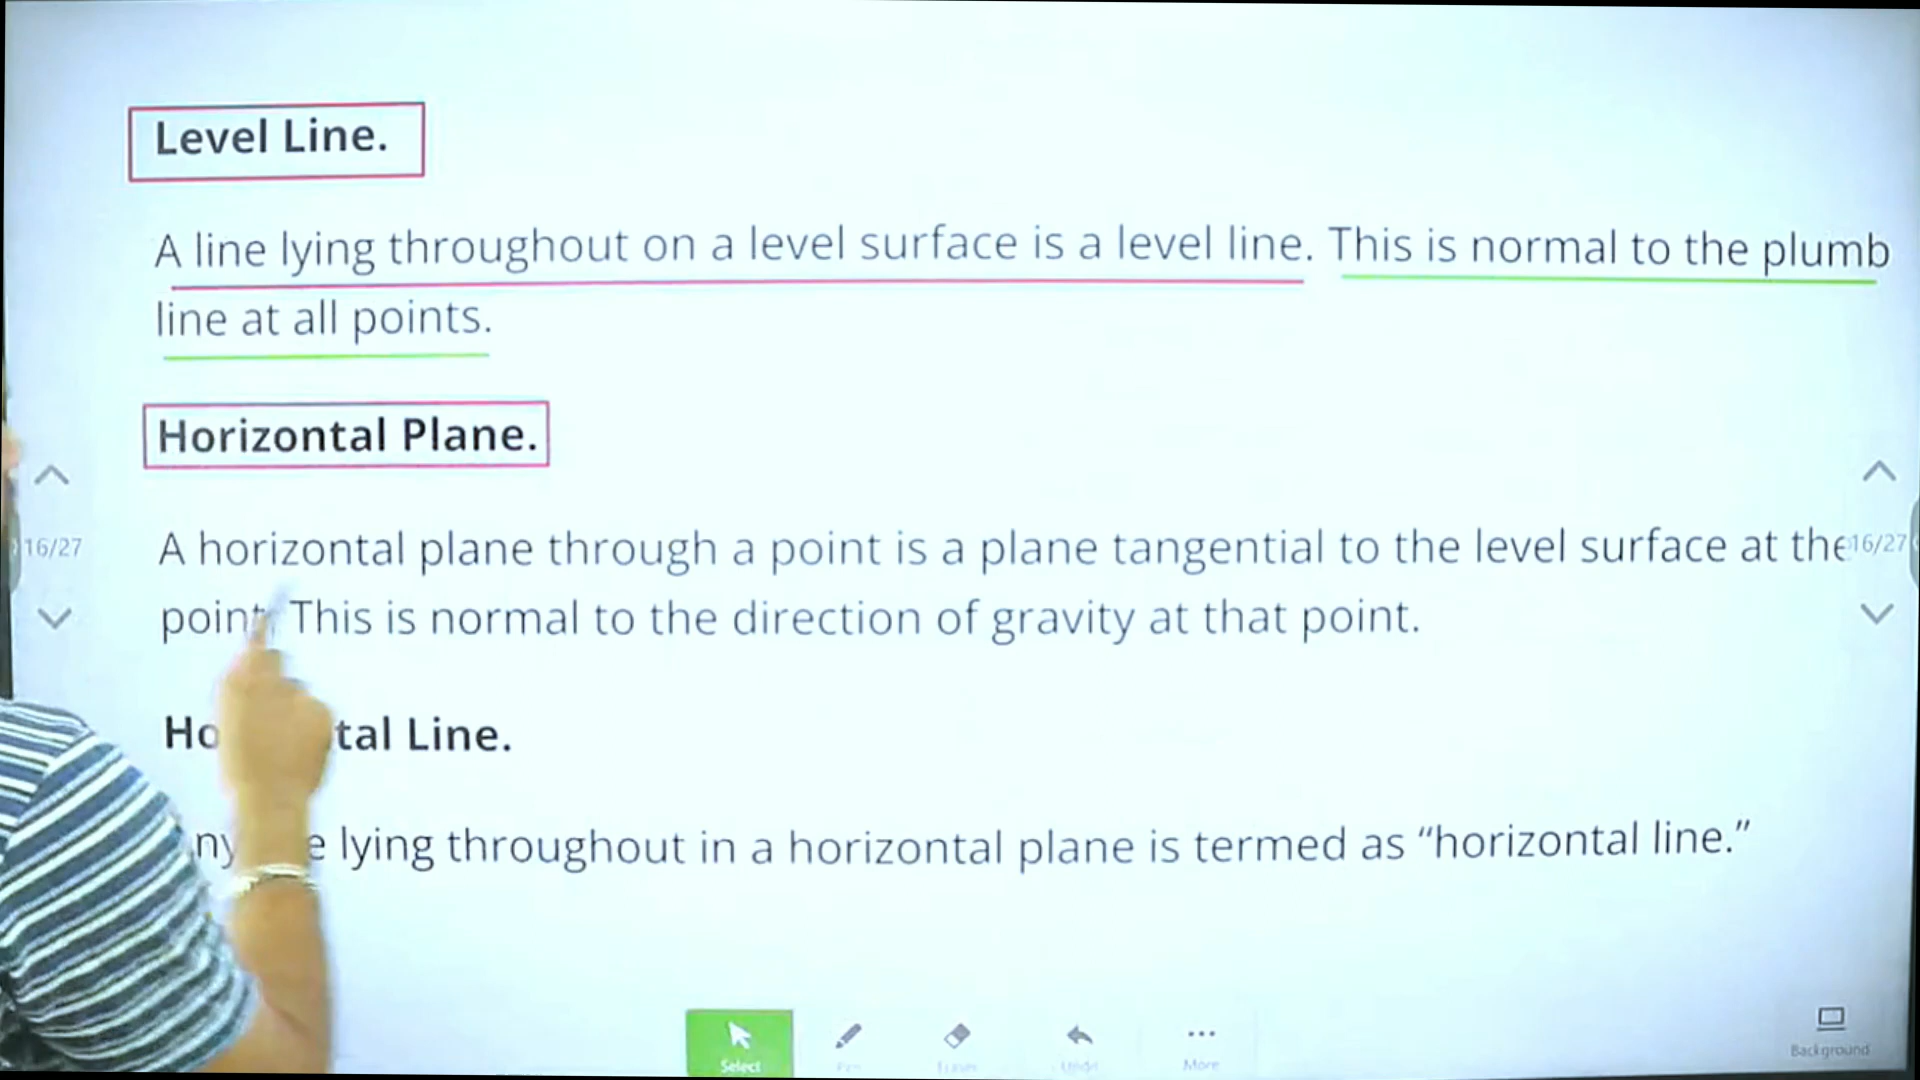 Level Line.
A line lying throughout on a level surface is a level line. This is normal to the plumb
line at all points.
Horizontal Plane.
A horizontal plane through a point is a plane tangential to the level surface at the
16/27
16/27
point. This is normal to the direction of gravity at that point.
tal Line.
lying throughout in a horizontal plane is termed as “horizontal line.”
Select
Undo
More
Background